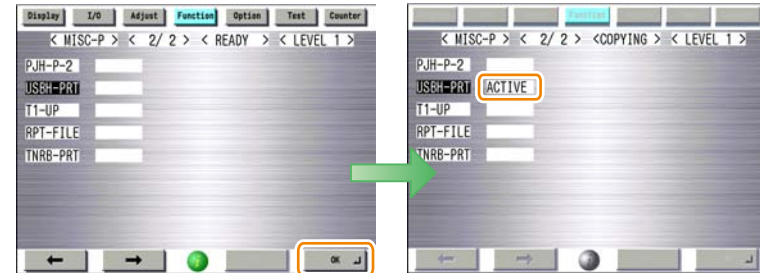 Display I/O Adjust Function Option Test Counter
< MISC-P > < 2/ 2 > < READY > < LEVEL 1 >
PJH-P-2
USBH-PRT
T1-UP
RPT-FILE
TNRB-PRT
OK
Function
< MISC-P > < 2/ 2 > <COPYING > < LEVEL 1 >
PJH-P-2
USBH-PRT ACTIVE
T1-UP
RPT-FILE
TNRB-PRT